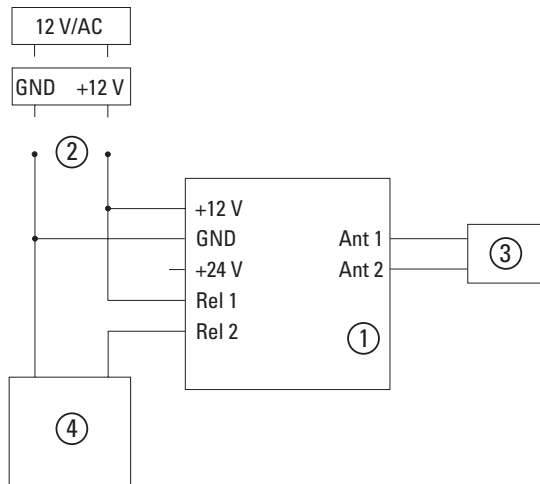 12 V/AC
GND +12 V
②
+12 V
GND
+24 V
Rel 1
Rel 2
Ant 1
Ant 2
①
③
④